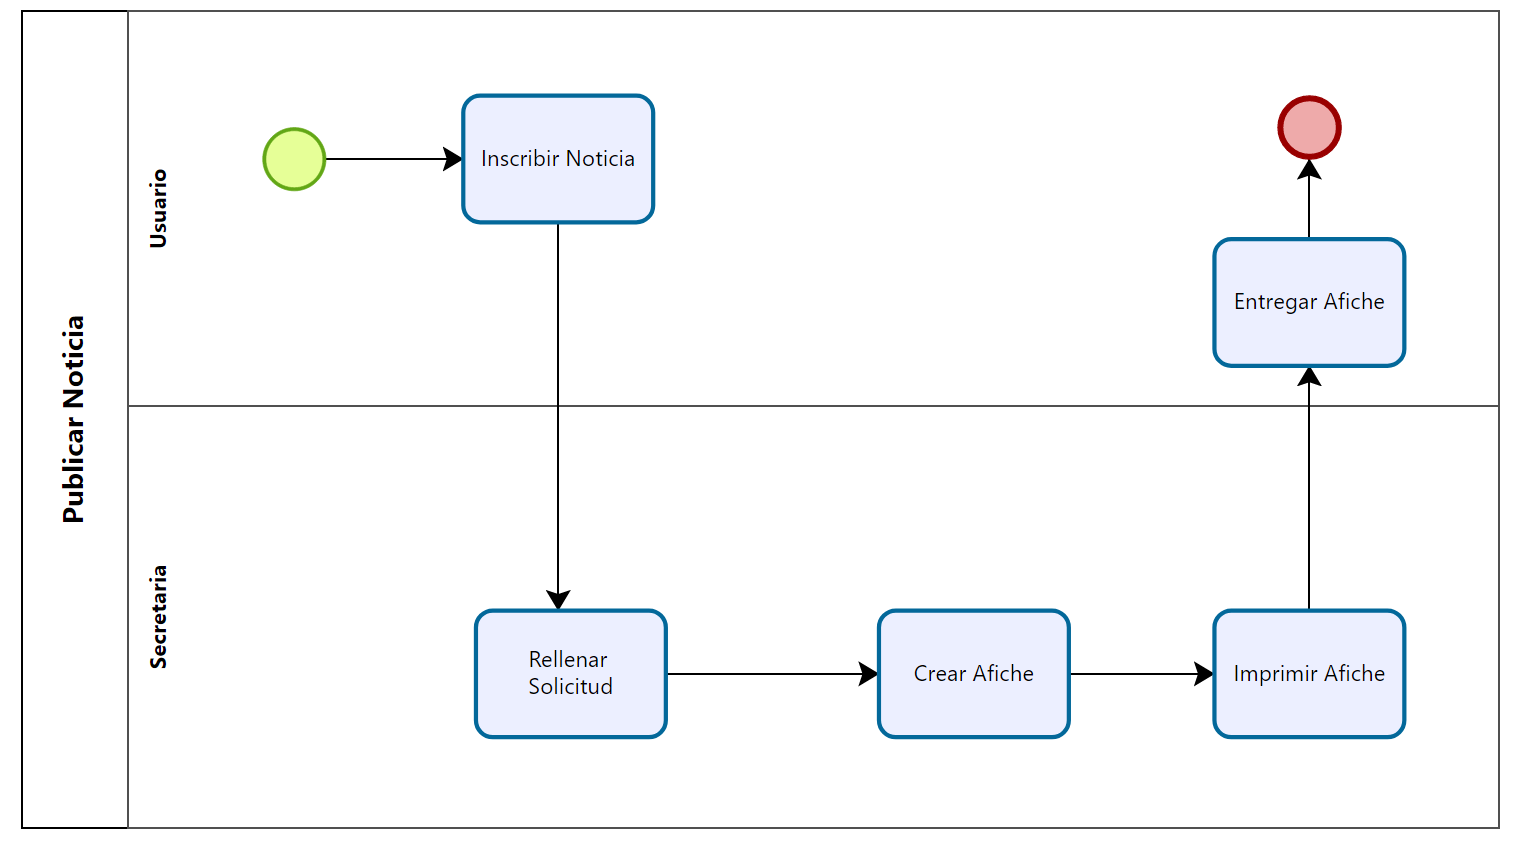 Publicar Noticia
Usuario
Inscribir Noticia
Entregar Afiche
Secretaria
Rellenar
Solicitud
Crear Afiche
Imprimir Afiche